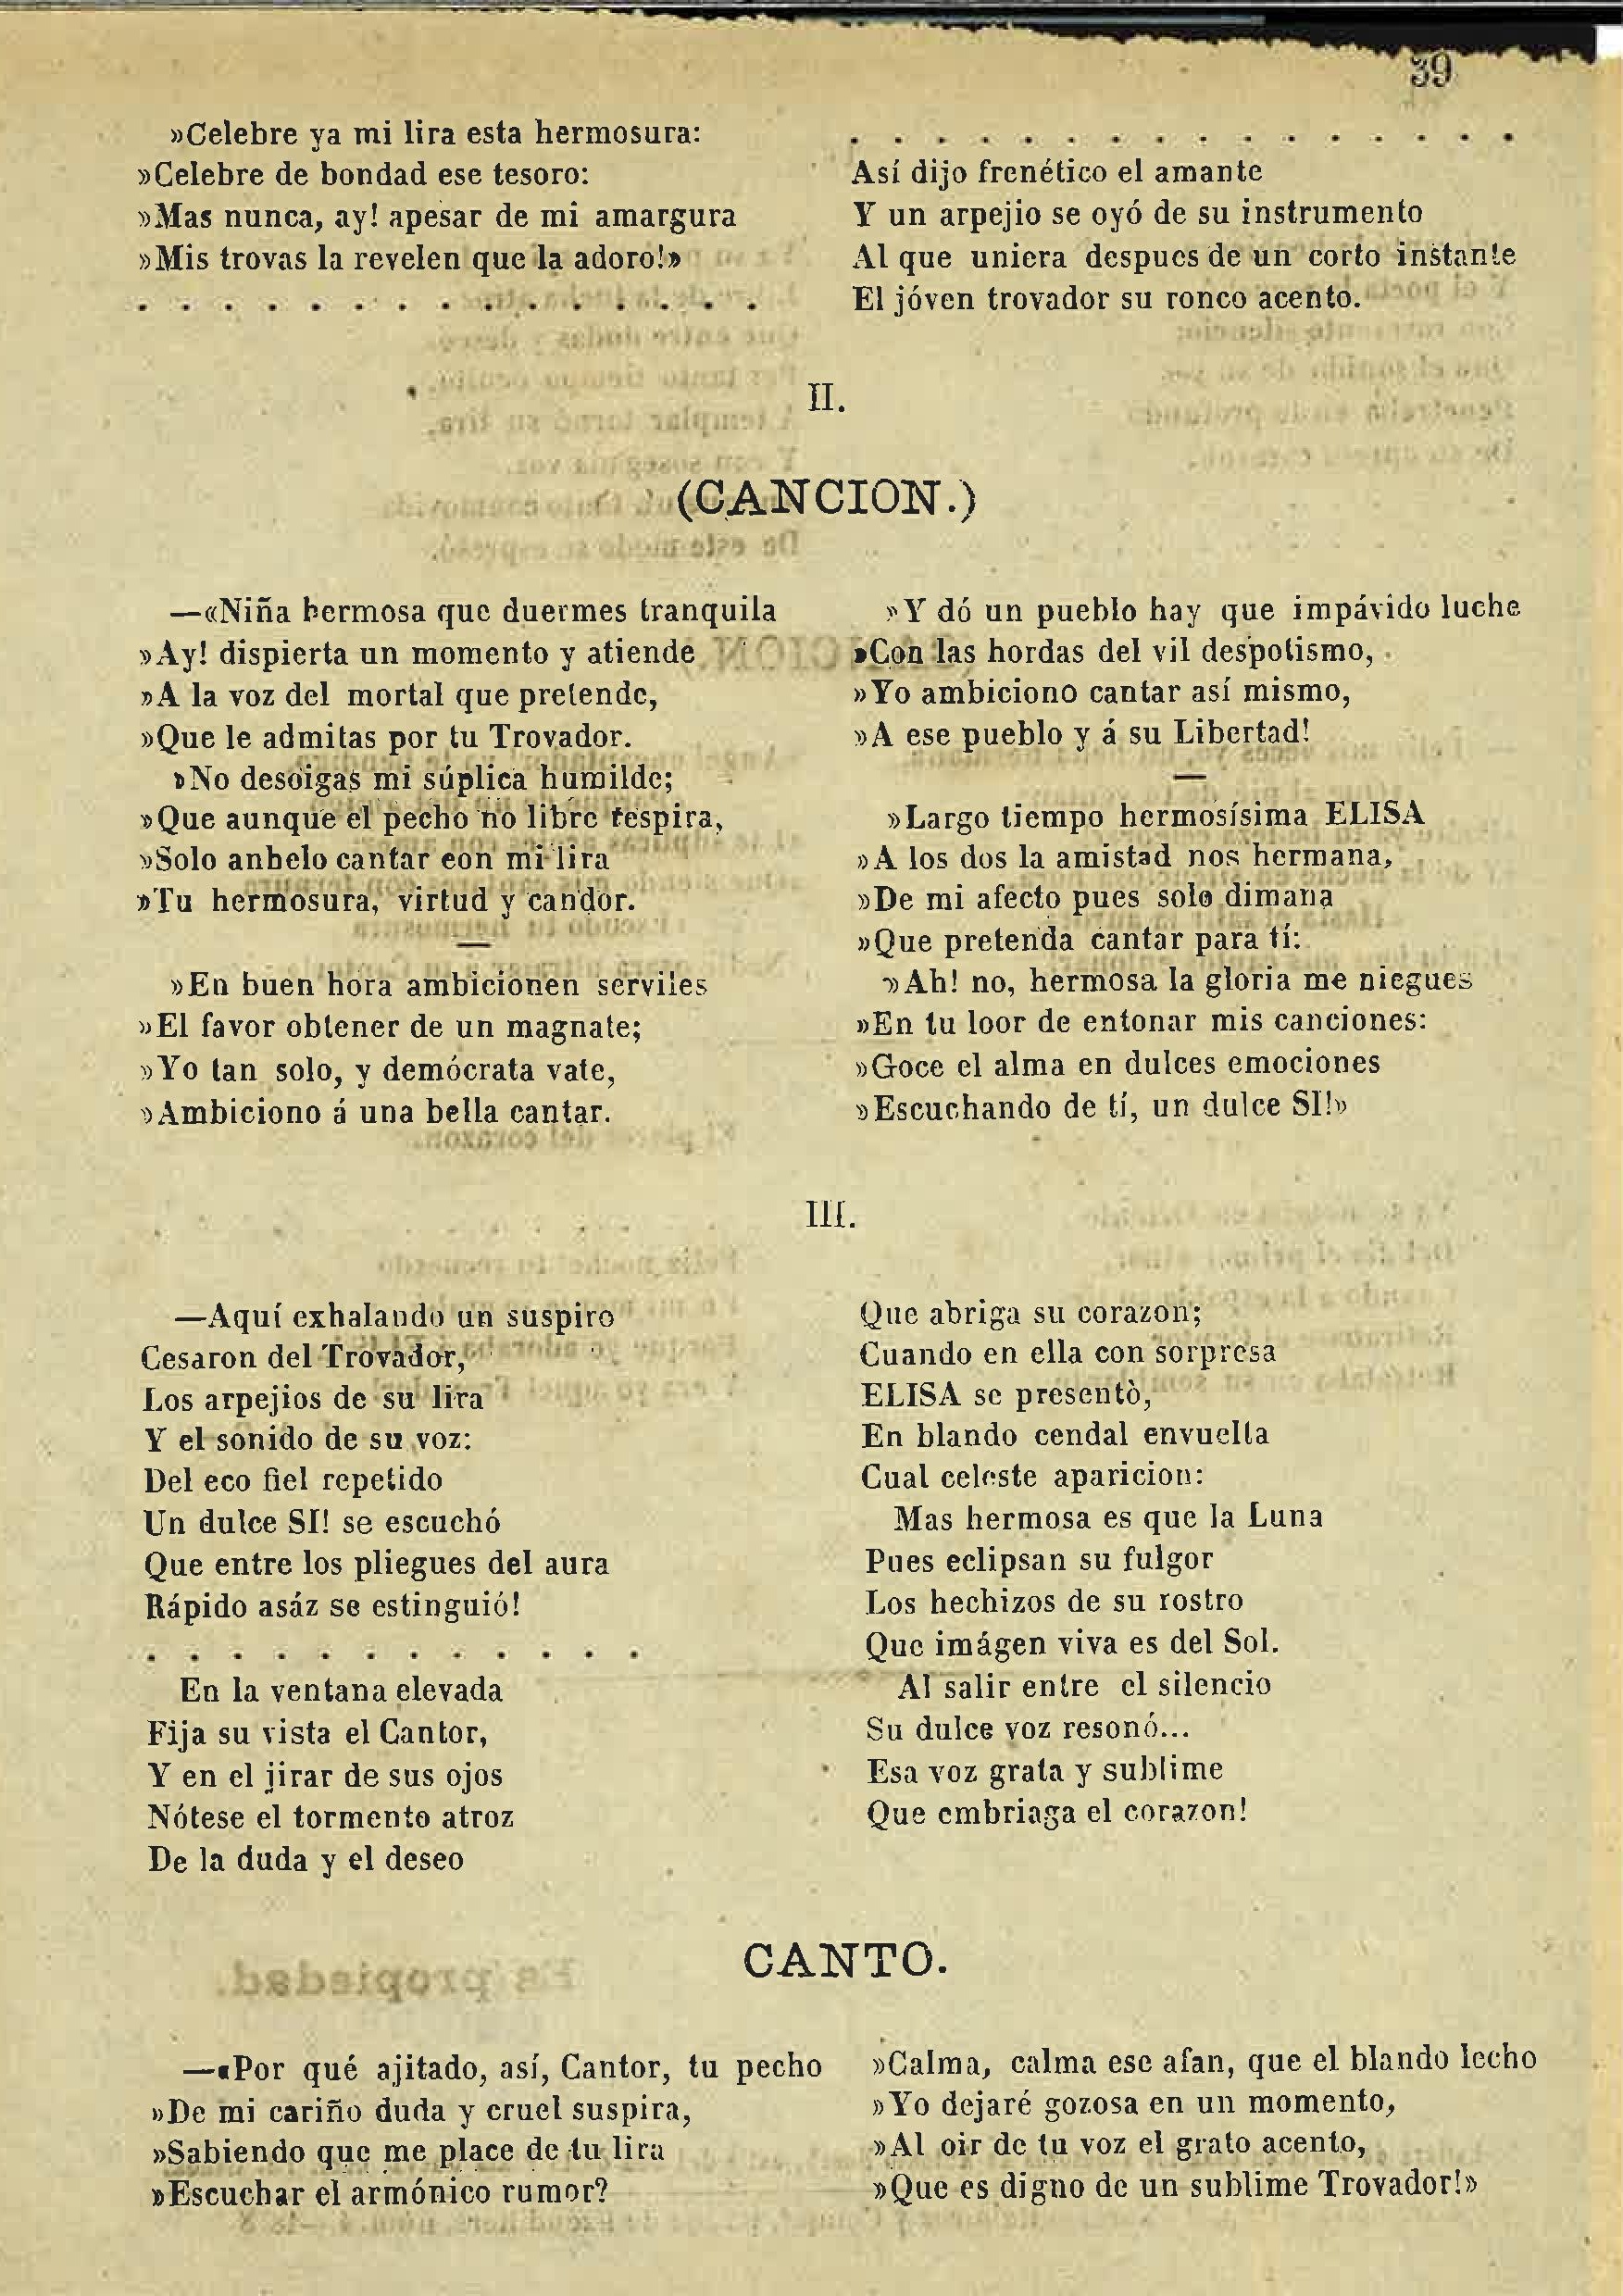 39
»Celebre ya mi lira esta hermosura:
»Celebre de bondad ese tesoro:
»Mas nunca, ay! apesar de mi amargura
»Mis trovas la revelen que la adoro!»
. . . . . . . . . . . . . . .
. . . . . . . . . . . . . . . .
Así dijo frenético el amante
Y un arpejio se oyó de su instrumento
Al que uniera despues de un corto instante
El jóven trovador su ronco acento.
II.
(CANCION.)
—«Niña hermosa que duermes tranquila
»Ay! dispierta un momento y atiende
»A la voz del mortal que pretende,
»Que le admitas por tu Trovador.
»No desoigas mi súplica humilde;
»Que aunque el pecho no libre respira,
»Solo anhelo cantar con mi lira
»Tu hermosura, virtud y candor.
—
»En buen hora ambicionen serviles
»El favor obtener de un magnate;
»Yo tan solo, y demócrata vate,
»Ambiciono á una bella cantar.
»Y dó un pueblo hay que impávido luche
»Con las hordas del vil despotismo,
»Yo ambiciono cantar así mismo,
»A ese pueblo y á su Libertad!
—
»Largo tiempo hermosísima ELISA
»A los dos la amistad nos hermana,
»De mi afecto pues solo dimana
»Que pretenda cantar para tí:
»Ah! no, hermosa la gloria me niegues
»En tu loor de entonar mis canciones:
»Goce el alma en dulces emociones
»Escuchando de tí, un dulce SI!»
III.
—Aquí exhalando un suspiro
Cesaron del Trovador,
Los arpejios de su lira
Y el sonido de su voz:
Del eco fiel repetido
Un dulce SI! se escuchó
Que entre los pliegues del aura
Rápido asáz se estinguió!
. . . . . . . . . . . .
En la ventana elevada
Fija su vista el Cantor,
Y en el jirar de sus ojos
Nótese el tormento atroz
De la duda y el deseo
Que abriga su corazon;
Cuando en ella con sorpresa
ELISA se presentò,
En blando cendal envuelta
Cual celeste aparicion:
Mas hermosa es que la Luna
Pues eclipsan su fulgor
Los hechizos de su rostro
Que imágen viva es del Sol.
Al salir entre el silencio
Su dulce voz resonó...
Esa voz grata y sublime
Que embriaga el corazon!
CANTO.
—«Por qué ajitado, así, Cantor, tu pecho
»De mi cariño duda y cruel suspira,
»Sabiendo que me place de tu lira
»Escuchar el armónico rumor?
»Calma, calma ese afan, que el blando lecho
»Yo dejaré gozosa en un momento,
»Al oir de tu voz el grato acento,
»Que es digno de un sublime Trovador!»